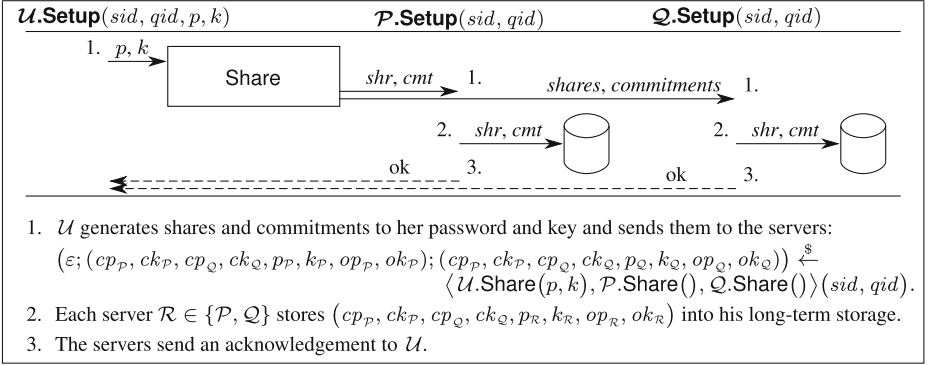 𝒰.Setup(sid, qid, p, k) 𝒫.Setup(sid, qid) 𝒬.Setup(sid, qid)
1. p, k
Share
shr, cmt 1.
shares, commitments 1.
2. shr, cmt
2. shr, cmt
ok 3.
ok 3.
1. 𝒰 generates shares and commitments to her password and key and sends them to the servers:
(ε; (cp_𝒫, ck_𝒫, cp_𝒬, ck_𝒬, p_𝒫, k_𝒫, op_𝒫, ok_𝒫); (cp_𝒫, ck_𝒫, cp_𝒬, ck_𝒬, p_𝒬, k_𝒬, op_𝒬, ok_𝒬)) $←
⟨𝒰.Share(p, k), 𝒫.Share(), 𝒬.Share()⟩(sid, qid).
2. Each server ℛ ∈ {𝒫, 𝒬} stores (cp_𝒫, ck_𝒫, cp_𝒬, ck_𝒬, p_ℛ, k_ℛ, op_ℛ, ok_ℛ) into his long-term storage.
3. The servers send an acknowledgement to 𝒰.